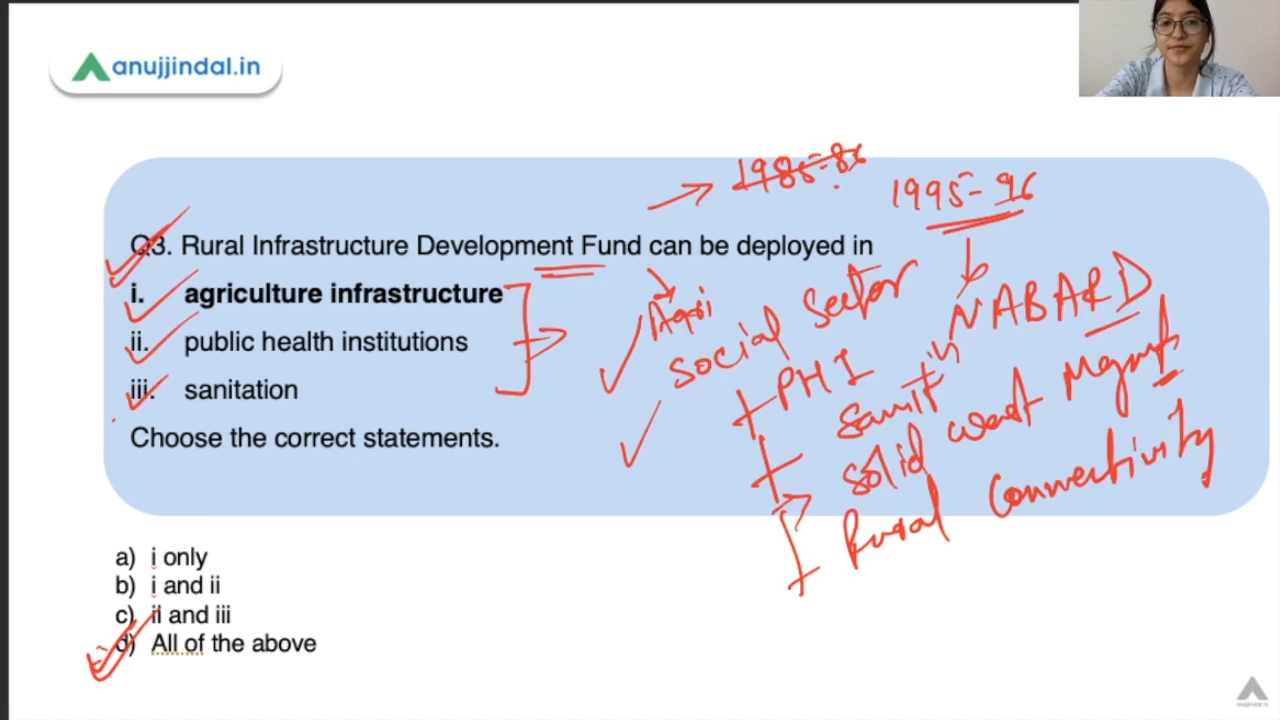 anujjindal.in
1985-86
1995-96
Q3. Rural Infrastructure Development Fund can be deployed in
i. agriculture infrastructure
Agri
social sector
NABARD
ii. public health institutions
+ PHI
iii. sanitation
Choose the correct statements.
solid wast Mgmt
Rural Connectivity
a) i only
b) i and ii
c) ii and iii
d) All of the above